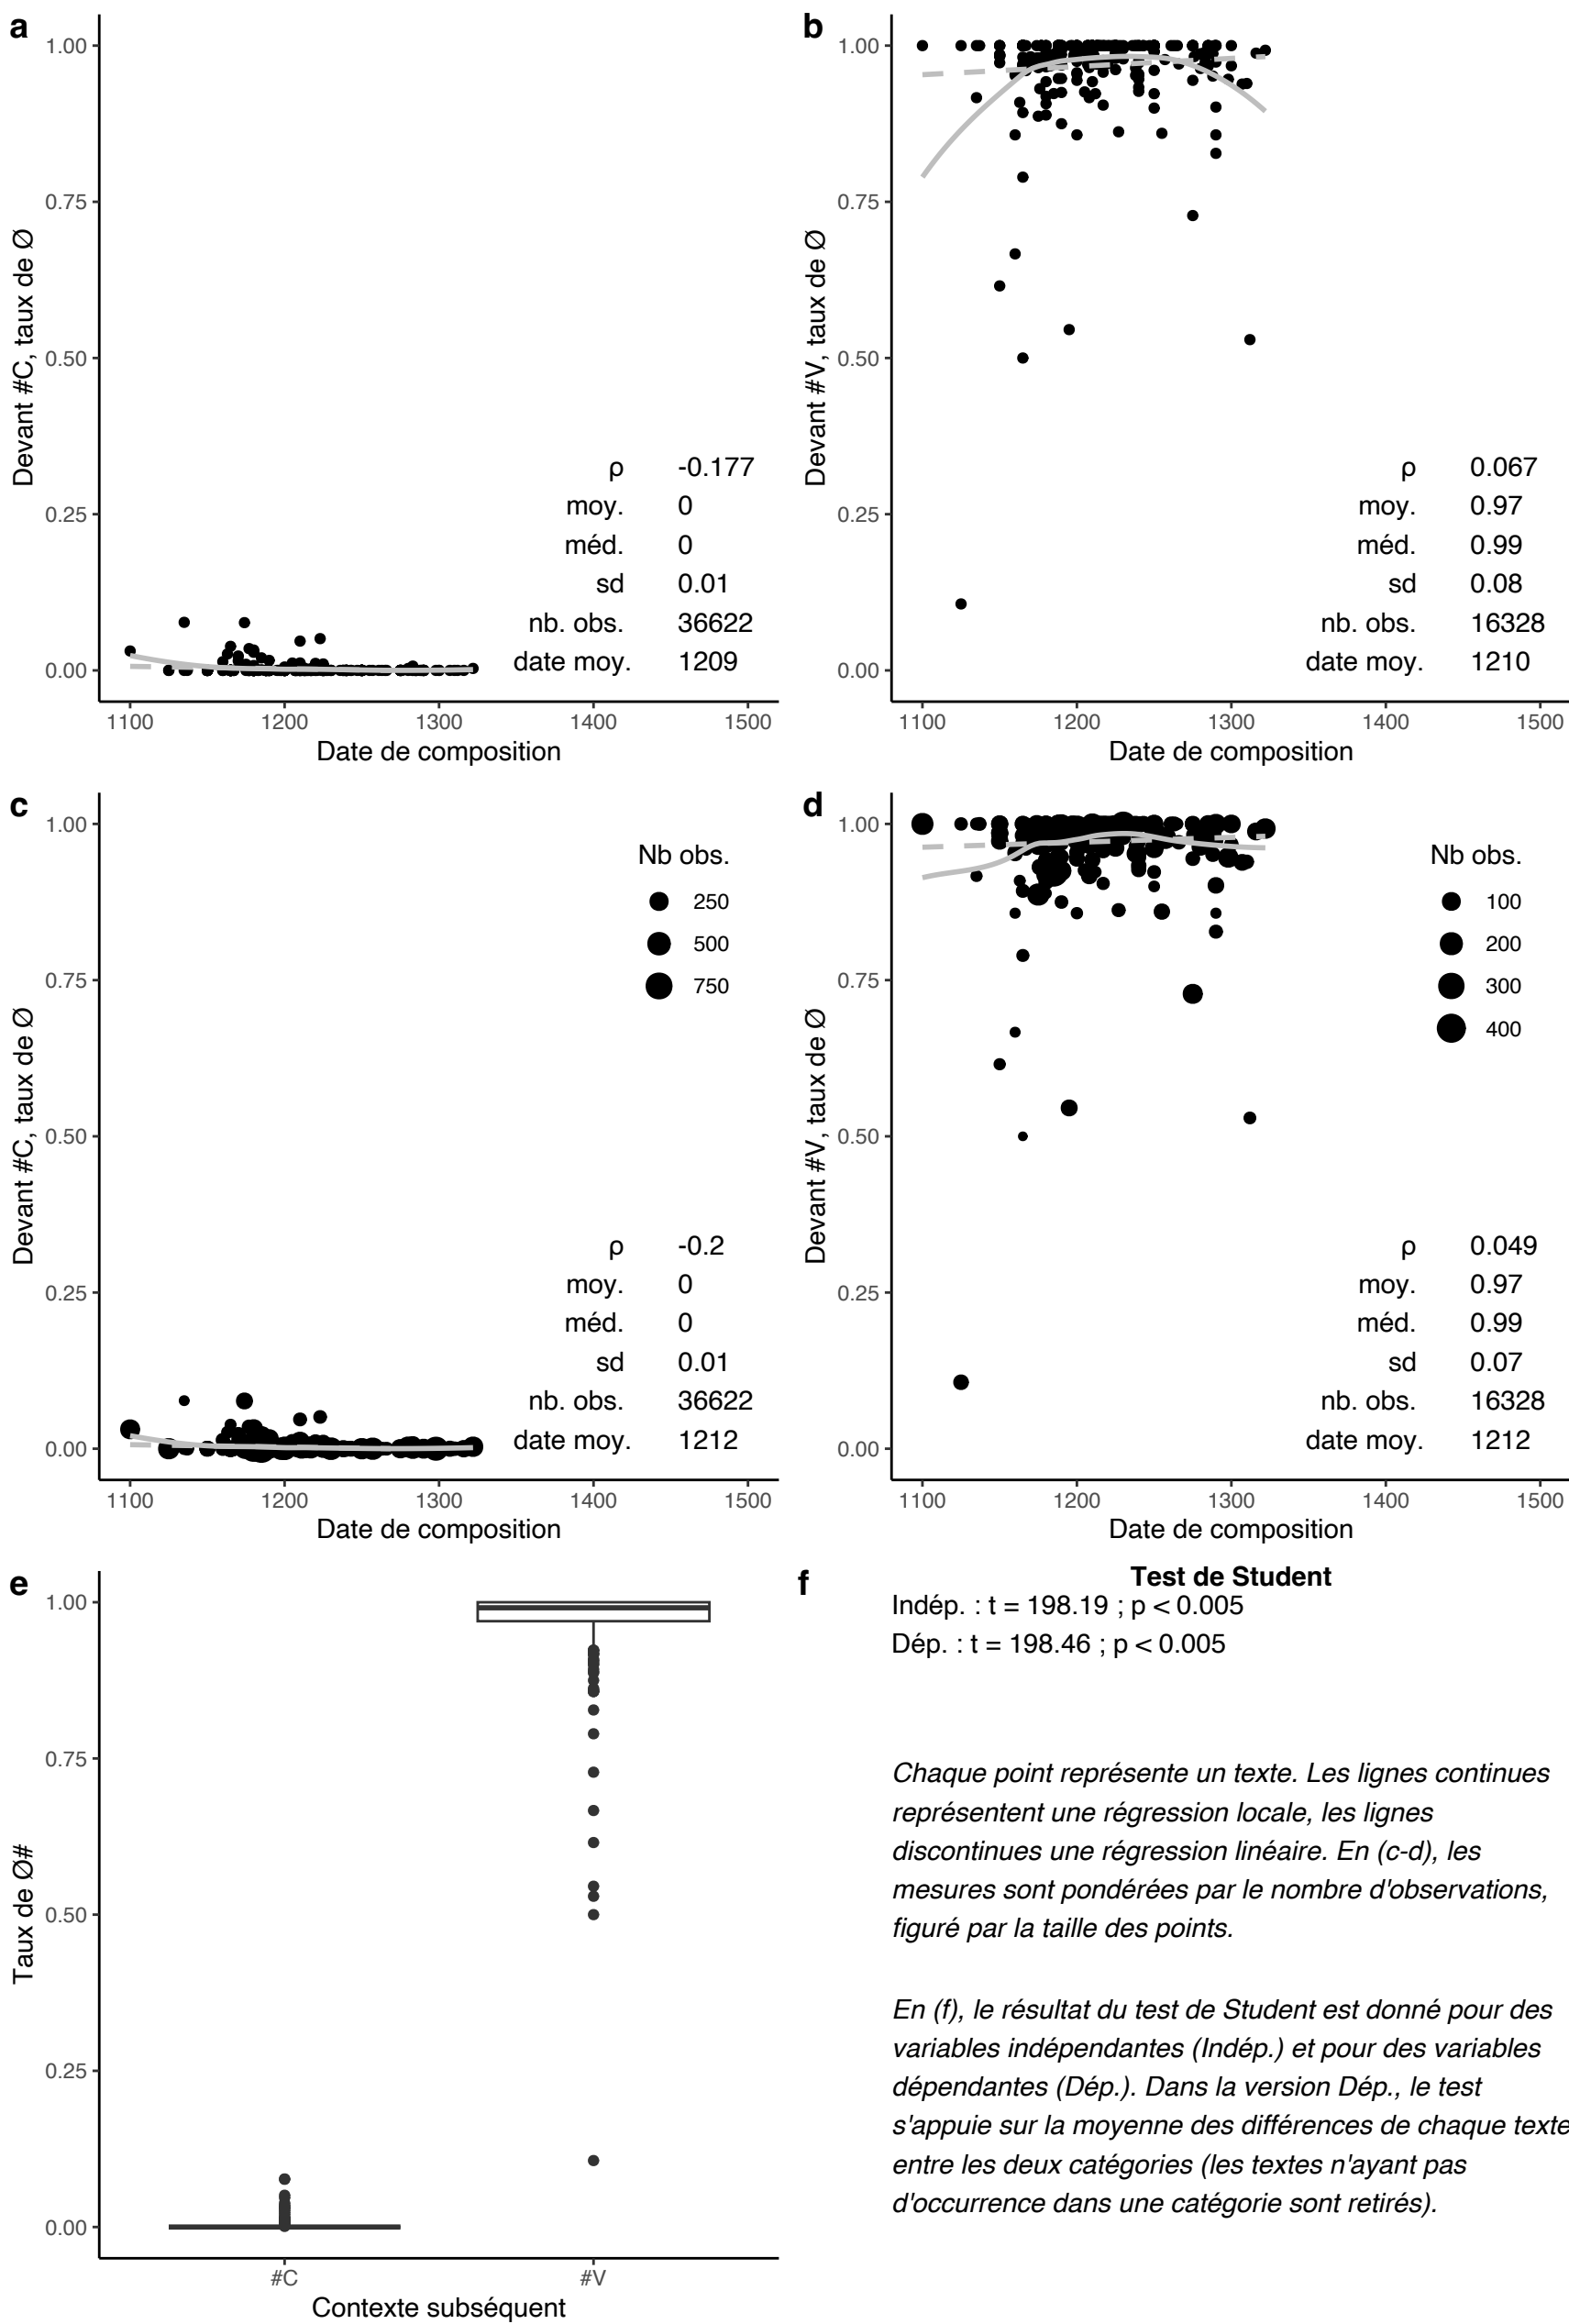 a
1.00
0.75
0.50
0.25
0.00
Devant #C, taux de Ø
ρ -0.177
moy. 0
méd. 0
sd 0.01
nb. obs. 36622
date moy. 1209
1100 1200 1300 1400 1500
Date de composition
b
1.00
0.75
0.50
0.25
0.00
Devant #V, taux de Ø
ρ 0.067
moy. 0.97
méd. 0.99
sd 0.08
nb. obs. 16328
date moy. 1210
1100 1200 1300 1400 1500
Date de composition
c
1.00
0.75
0.50
0.25
0.00
Devant #C, taux de Ø
Nb obs.
250
500
750
ρ -0.2
moy. 0
méd. 0
sd 0.01
nb. obs. 36622
date moy. 1212
1100 1200 1300 1400 1500
Date de composition
d
1.00
0.75
0.50
0.25
0.00
Devant #V, taux de Ø
Nb obs.
100
200
300
400
ρ 0.049
moy. 0.97
méd. 0.99
sd 0.07
nb. obs. 16328
date moy. 1212
1100 1200 1300 1400 1500
Date de composition
e
1.00
0.75
0.50
0.25
0.00
Taux de Ø#
#C #V
Contexte subséquent
f
Test de Student
Indép. : t = 198.19 ; p < 0.005
Dép. : t = 198.46 ; p < 0.005
Chaque point représente un texte. Les lignes continues
représentent une régression locale, les lignes
discontinues une régression linéaire. En (c-d), les
mesures sont pondérées par le nombre d'observations,
figuré par la taille des points.
En (f), le résultat du test de Student est donné pour des
variables indépendantes (Indép.) et pour des variables
dépendantes (Dép.). Dans la version Dép., le test
s'appuie sur la moyenne des différences de chaque texte
entre les deux catégories (les textes n'ayant pas
d'occurrence dans une catégorie sont retirés).